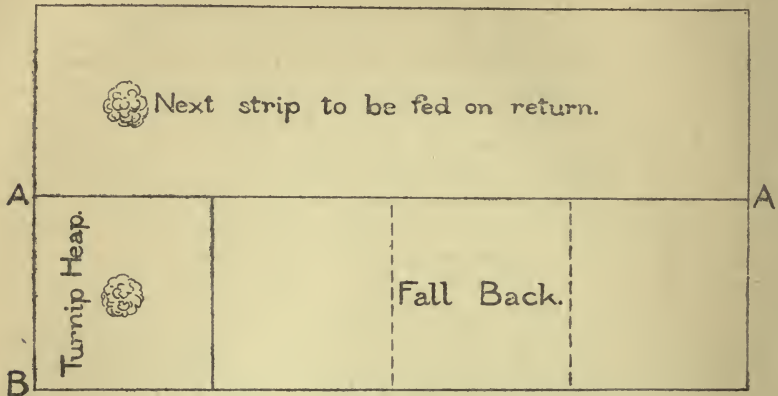 Next strip to be fed on return.
A
A
Turnip Heap.
Fall Back.
B